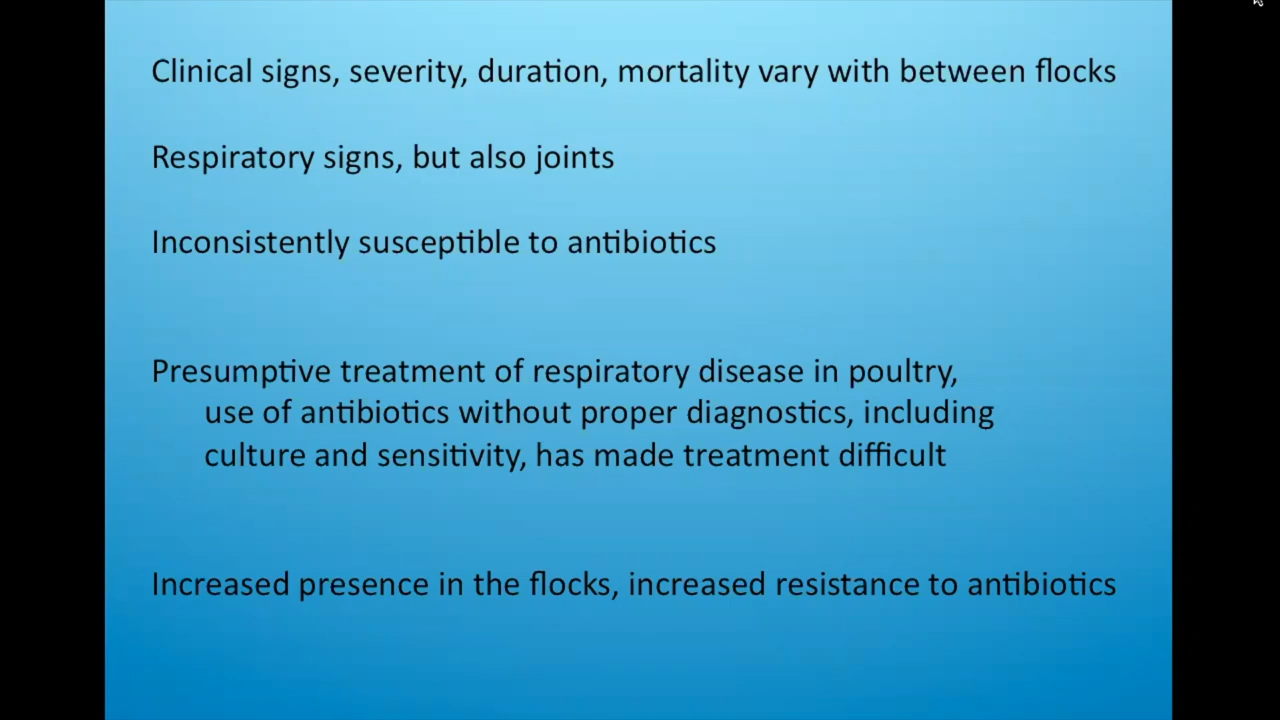 Clinical signs, severity, duration, mortality vary with between flocks
Respiratory signs, but also joints
Inconsistently susceptible to antibiotics
Presumptive treatment of respiratory disease in poultry,
use of antibiotics without proper diagnostics, including
culture and sensitivity, has made treatment difficult
Increased presence in the flocks, increased resistance to antibiotics